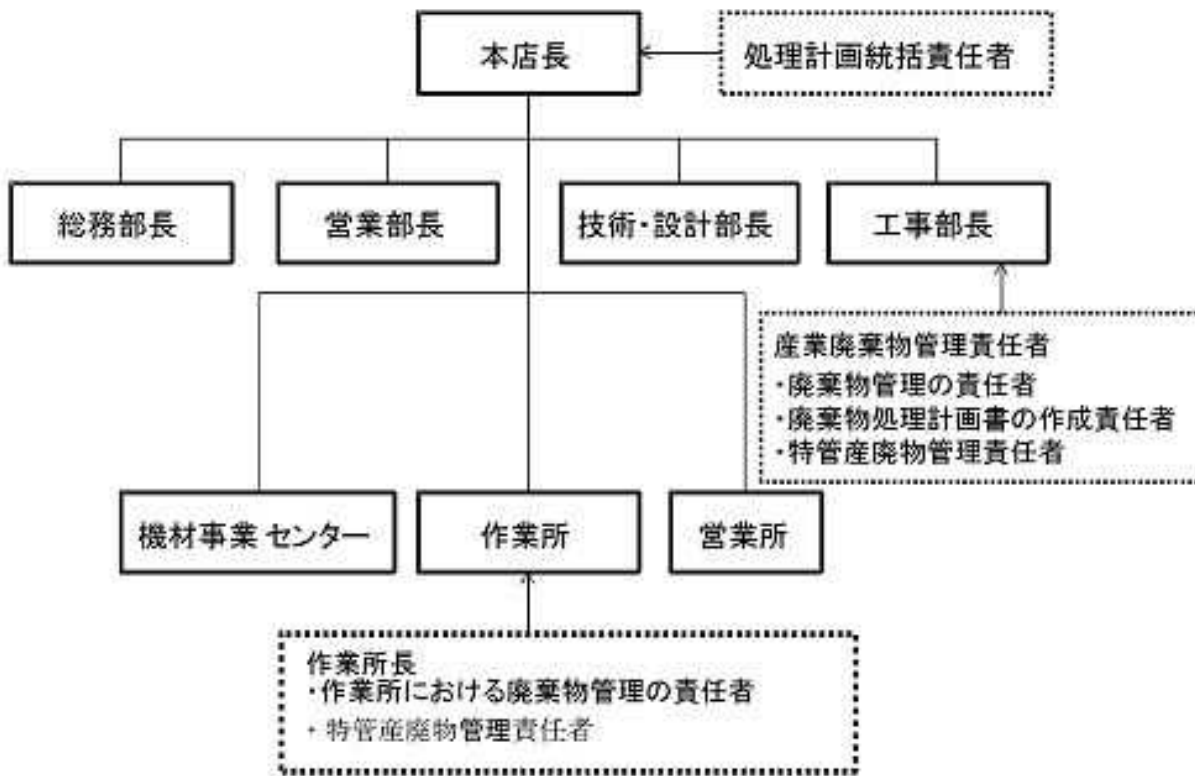 本店長
処理計画統括責任者
総務部長
営業部長
技術・設計部長
工事部長
産業廃棄物管理責任者
・廃棄物管理の責任者
・廃棄物処理計画書の作成責任者
・特管産廃物管理責任者
機材事業 センター
作業所
営業所
作業所長
・作業所における廃棄物管理の責任者
・特管産廃物管理責任者